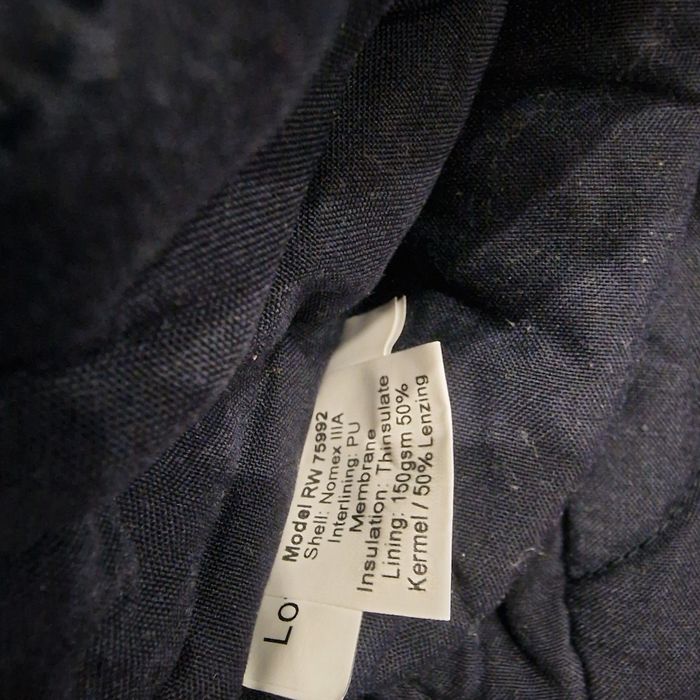 Model RW 75992
Shell: Nomex IIIA
Interlining: PU
Membrane
Insulation: Thinsulate
Lining: 150gsm 50%
Kermel / 50% Lenzing
Lo